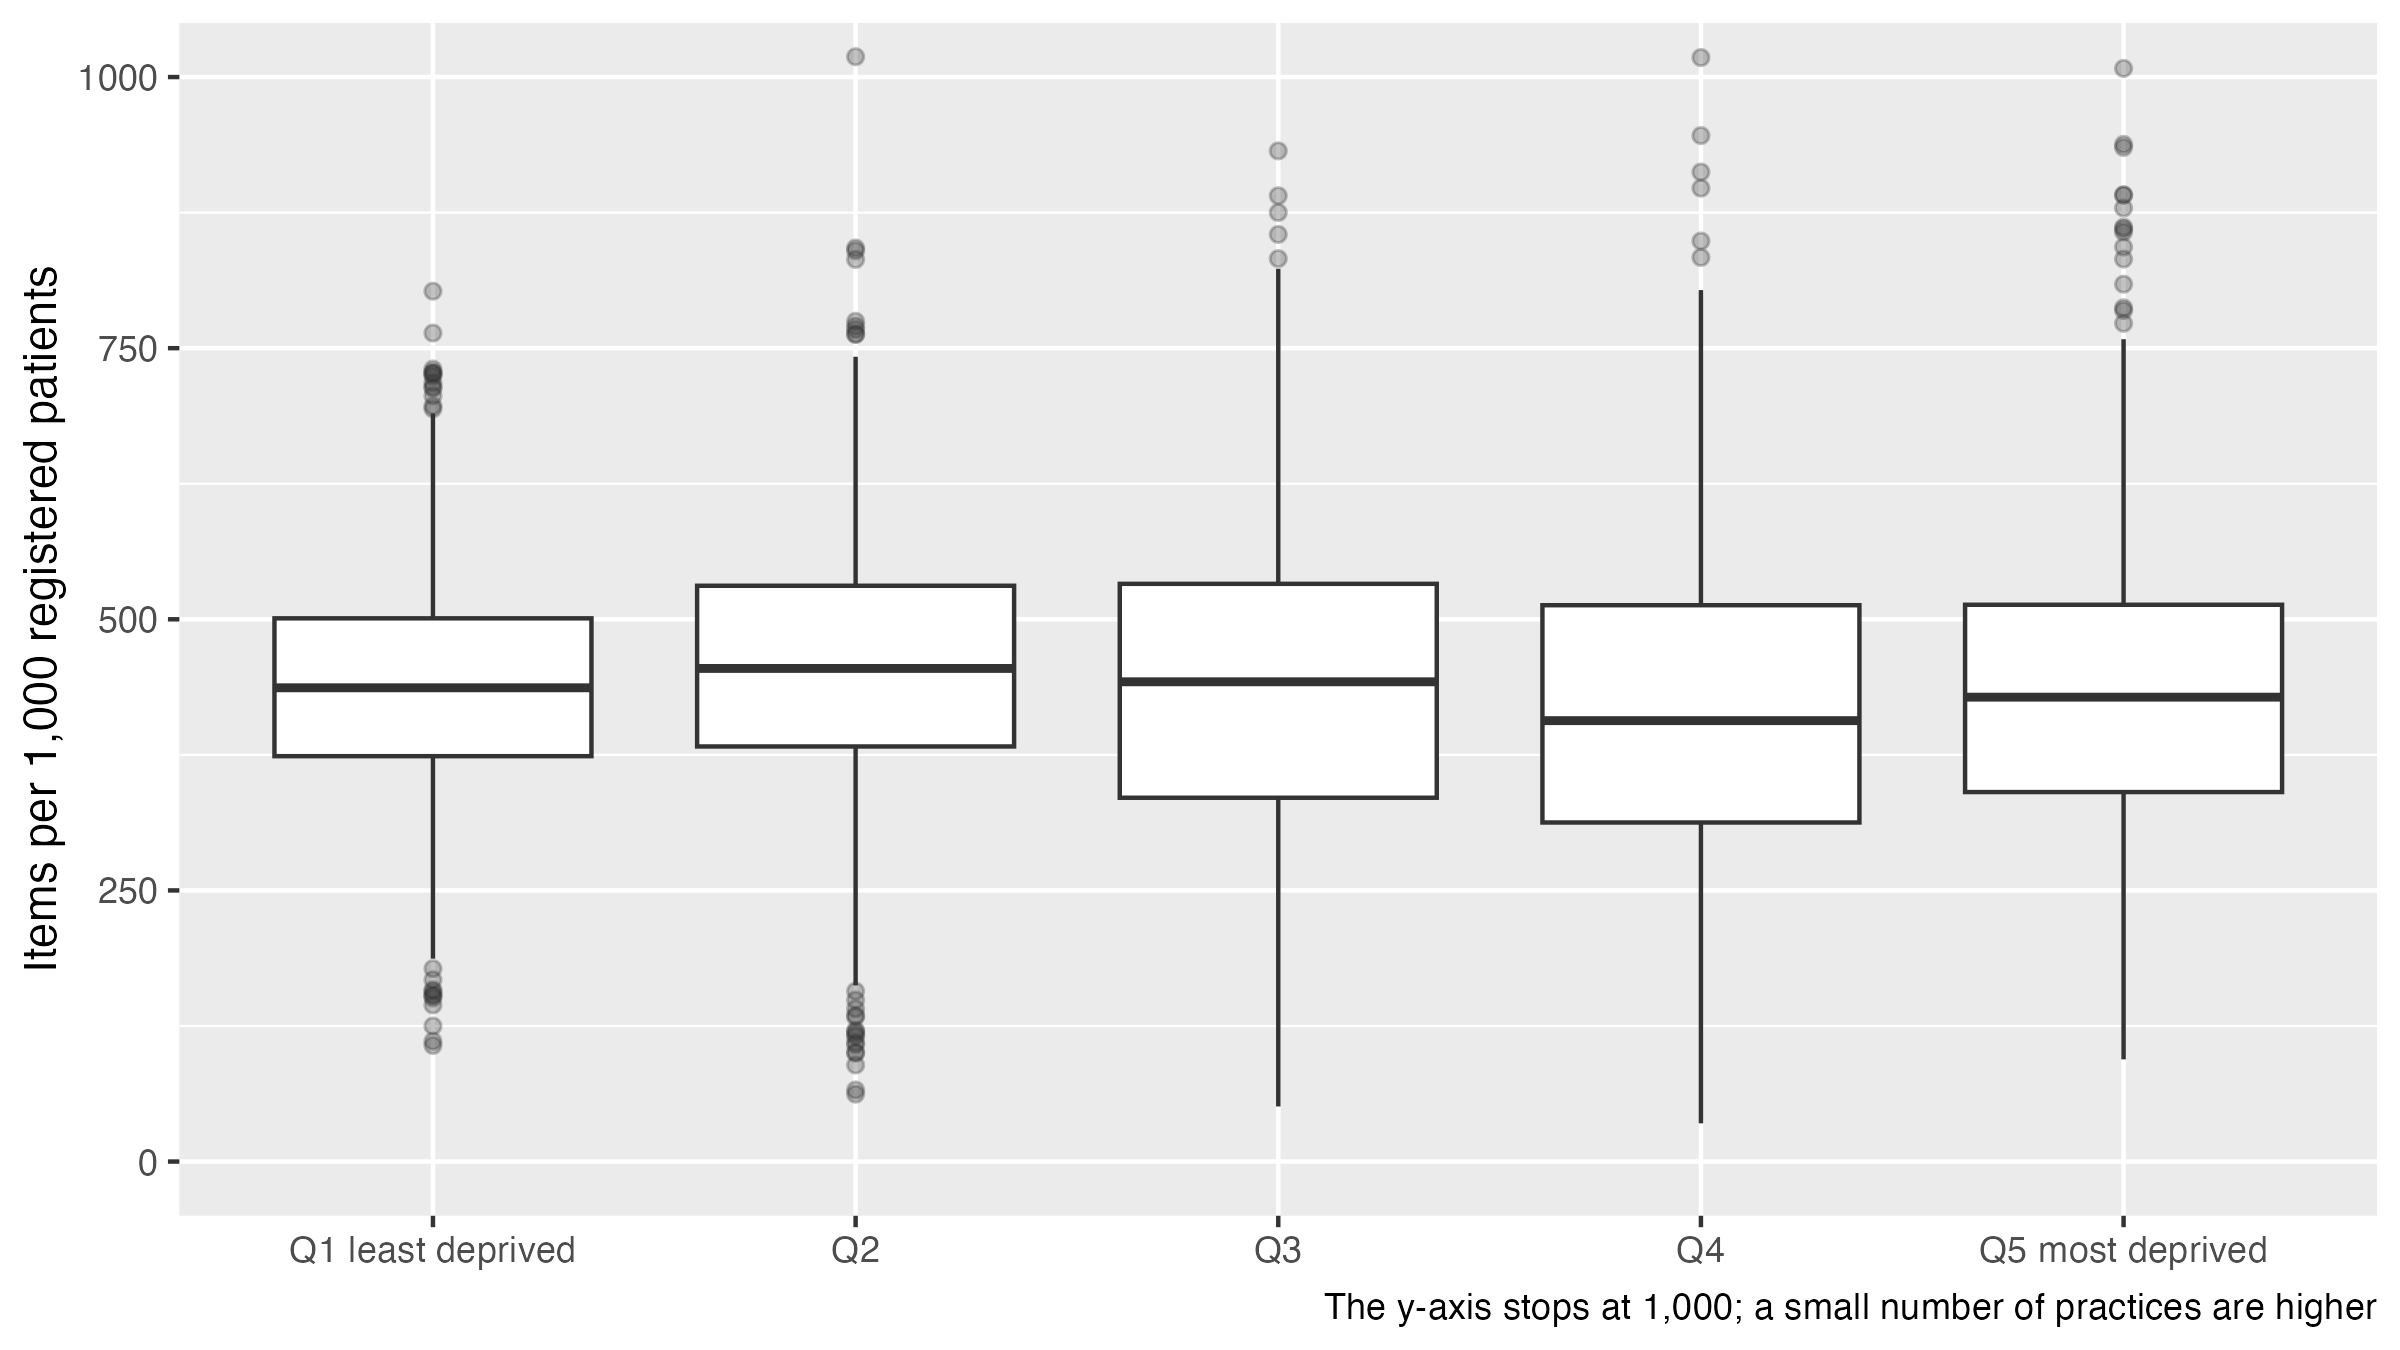 Items per 1,000 registered patients
1000
750
500
250
0
Q1 least deprived
Q2
Q3
Q4
Q5 most deprived
The y-axis stops at 1,000; a small number of practices are higher